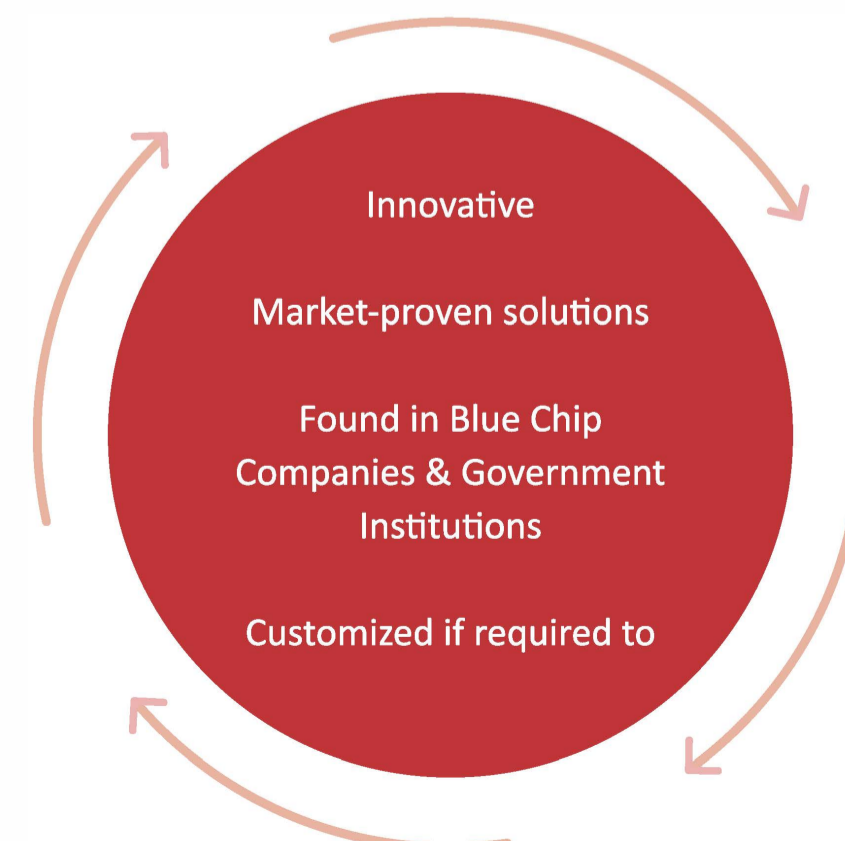 Innovative
Market-proven solutions
Found in Blue Chip
Companies & Government
Institutions
Customized if required to